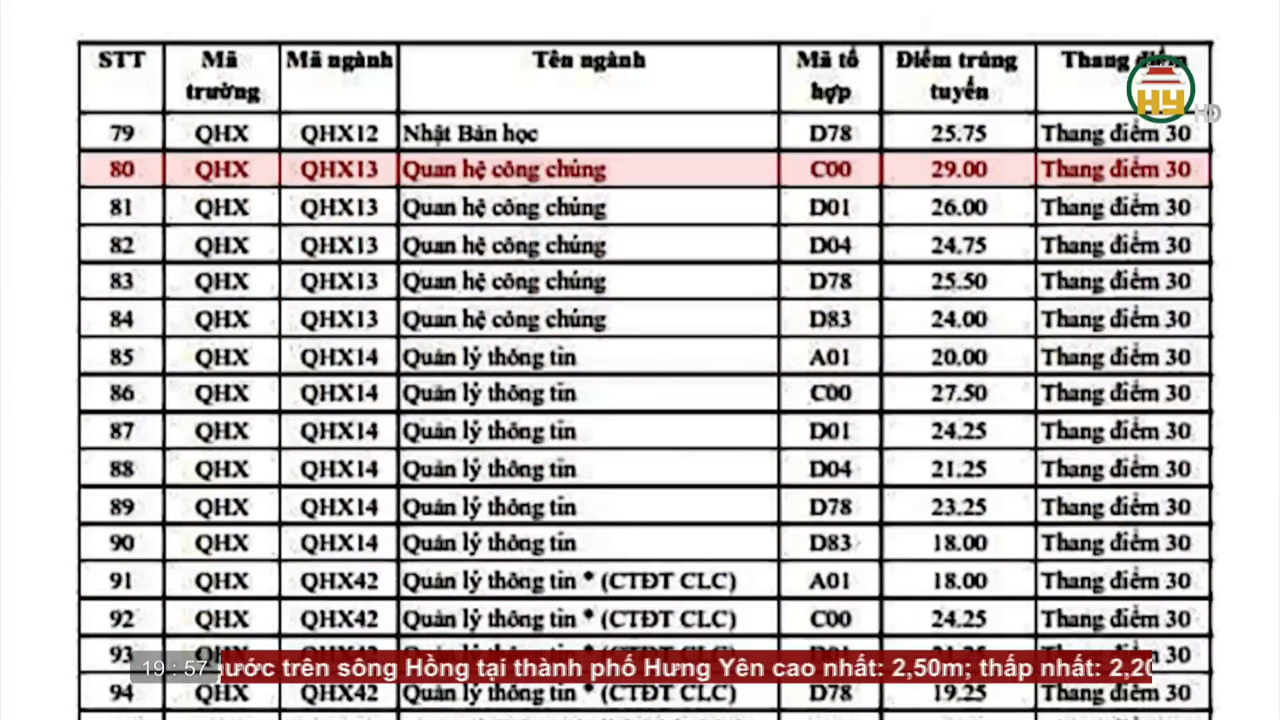 STT Mã trường Mã ngành Tên ngành Mã tổ hợp Điểm trúng tuyển Thang điểm
HY HD
79 QHX QHX12 Nhật Bản học D78 25.75 Thang điểm 30
80 QHX QHX13 Quan hệ công chúng C00 29.00 Thang điểm 30
81 QHX QHX13 Quan hệ công chúng D01 26.00 Thang điểm 30
82 QHX QHX13 Quan hệ công chúng D04 24.75 Thang điểm 30
83 QHX QHX13 Quan hệ công chúng D78 25.50 Thang điểm 30
84 QHX QHX13 Quan hệ công chúng D83 24.00 Thang điểm 30
85 QHX QHX14 Quản lý thông tin A01 20.00 Thang điểm 30
86 QHX QHX14 Quản lý thông tin C00 27.50 Thang điểm 30
87 QHX QHX14 Quản lý thông tin D01 24.25 Thang điểm 30
88 QHX QHX14 Quản lý thông tin D04 21.25 Thang điểm 30
89 QHX QHX14 Quản lý thông tin D78 23.25 Thang điểm 30
90 QHX QHX14 Quản lý thông tin D83 18.00 Thang điểm 30
91 QHX QHX42 Quản lý thông tin * (CTĐT CLC) A01 18.00 Thang điểm 30
92 QHX QHX42 Quản lý thông tin * (CTĐT CLC) C00 24.25 Thang điểm 30
93
19 : 57 nước trên sông Hồng tại thành phố Hưng Yên cao nhất: 2,50m; thấp nhất: 2,20
94 QHX QHX42 Quản lý thông tin * (CTĐT CLC) D78 19.25 Thang điểm 30